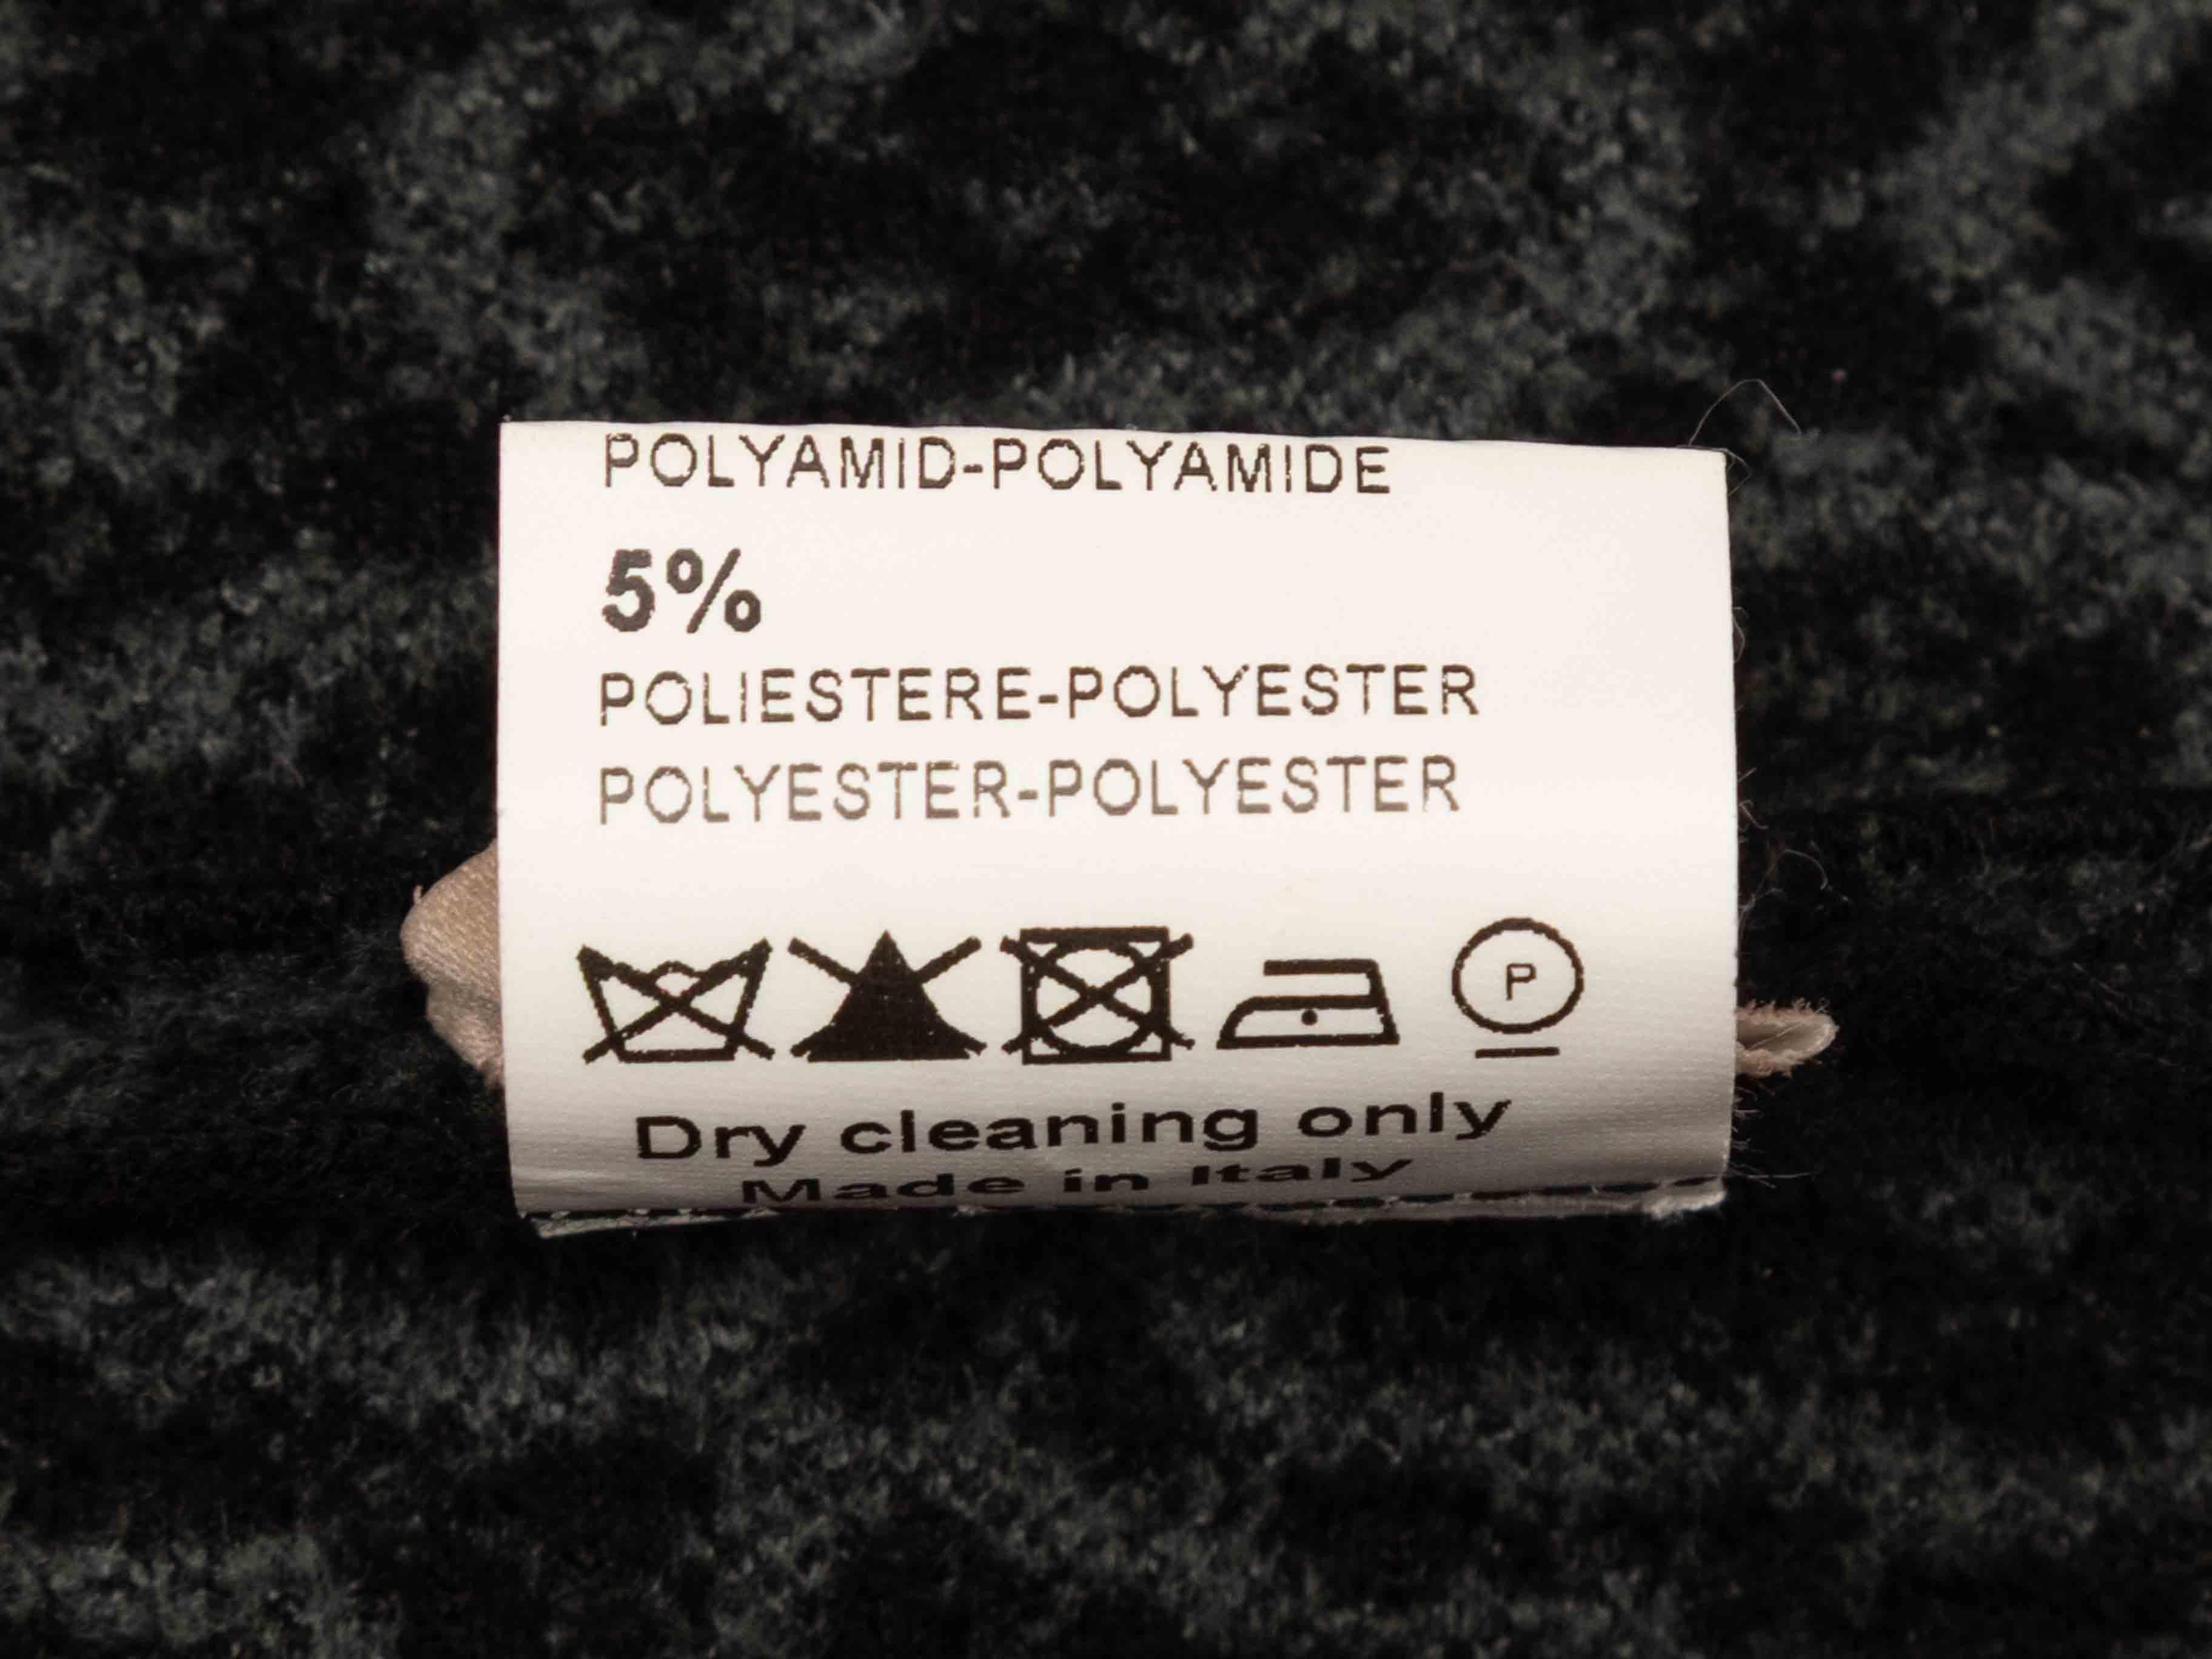 POLYAMID-POLYAMIDE
5%
POLIESTERE-POLYESTER
POLYESTER-POLYESTER
P
Dry cleaning only
Made in Italy